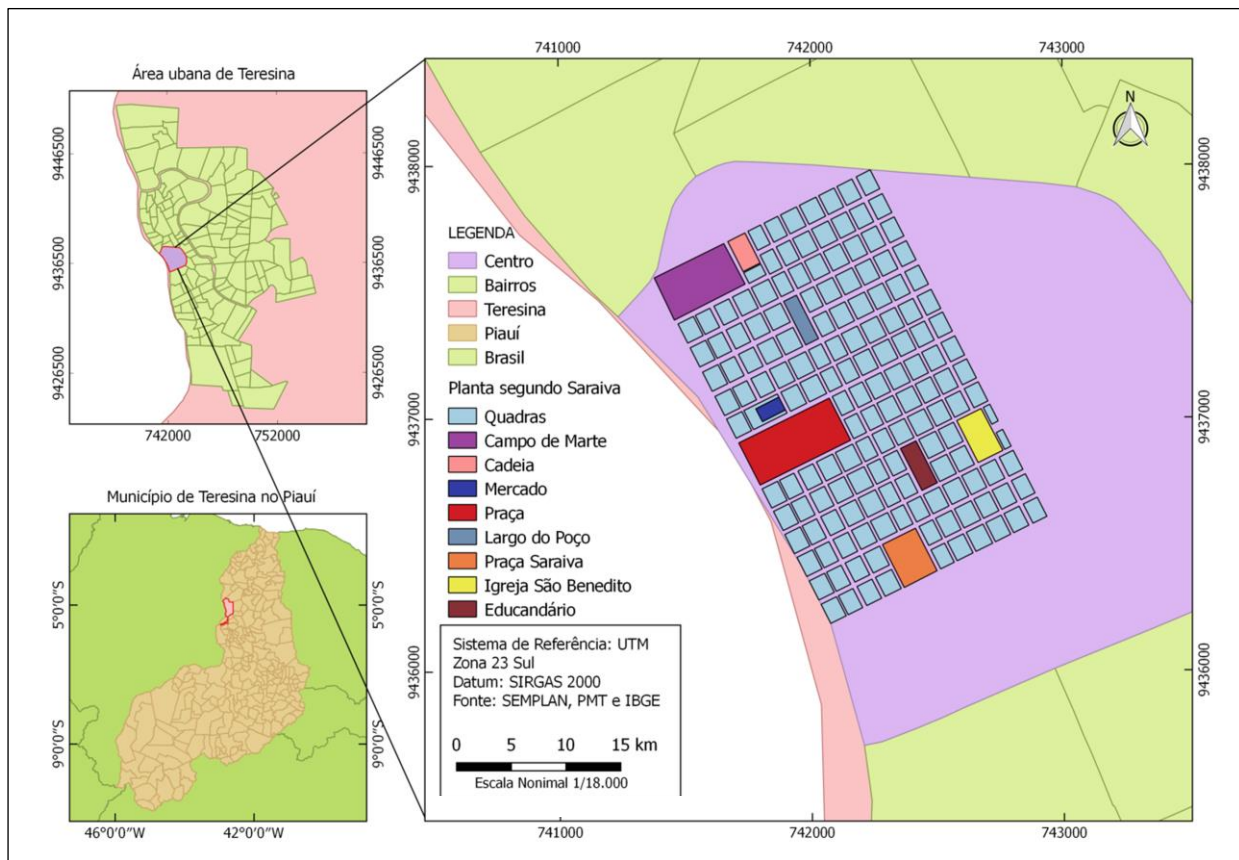 Área ubana de Teresina
9446500
9446500
9436500
9436500
9426500
9426500
742000
752000
Município de Teresina no Piauí
5°0'0"S
5°0'0"S
9°0'0"S
9°0'0"S
46°0'0"W
42°0'0"W
741000
742000
743000
9438000
9438000
9437000
9437000
9436000
9436000
741000
742000
743000
N
LEGENDA
Centro
Bairros
Teresina
Piauí
Brasil
Planta segundo Saraiva
Quadras
Campo de Marte
Cadeia
Mercado
Praça
Largo do Poço
Praça Saraiva
Igreja São Benedito
Educandário
Sistema de Referência: UTM
Zona 23 Sul
Datum: SIRGAS 2000
Fonte: SEMPLAN, PMT e IBGE
0 5 10 15 km
Escala Nonimal 1/18.000